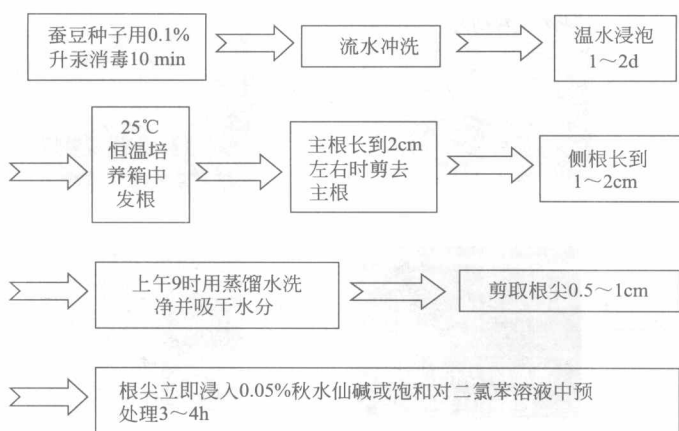 蚕豆种子用0.1%
升汞消毒10 min
流水冲洗
温水浸泡
1～2d
25℃
恒温培
养箱中
发根
主根长到2cm
左右时剪去
主根
侧根长到
1～2cm
上午9时用蒸馏水洗
净并吸干水分
剪取根尖0.5～1cm
根尖立即浸入0.05%秋水仙碱或饱和对二氯苯溶液中预
处理3～4h